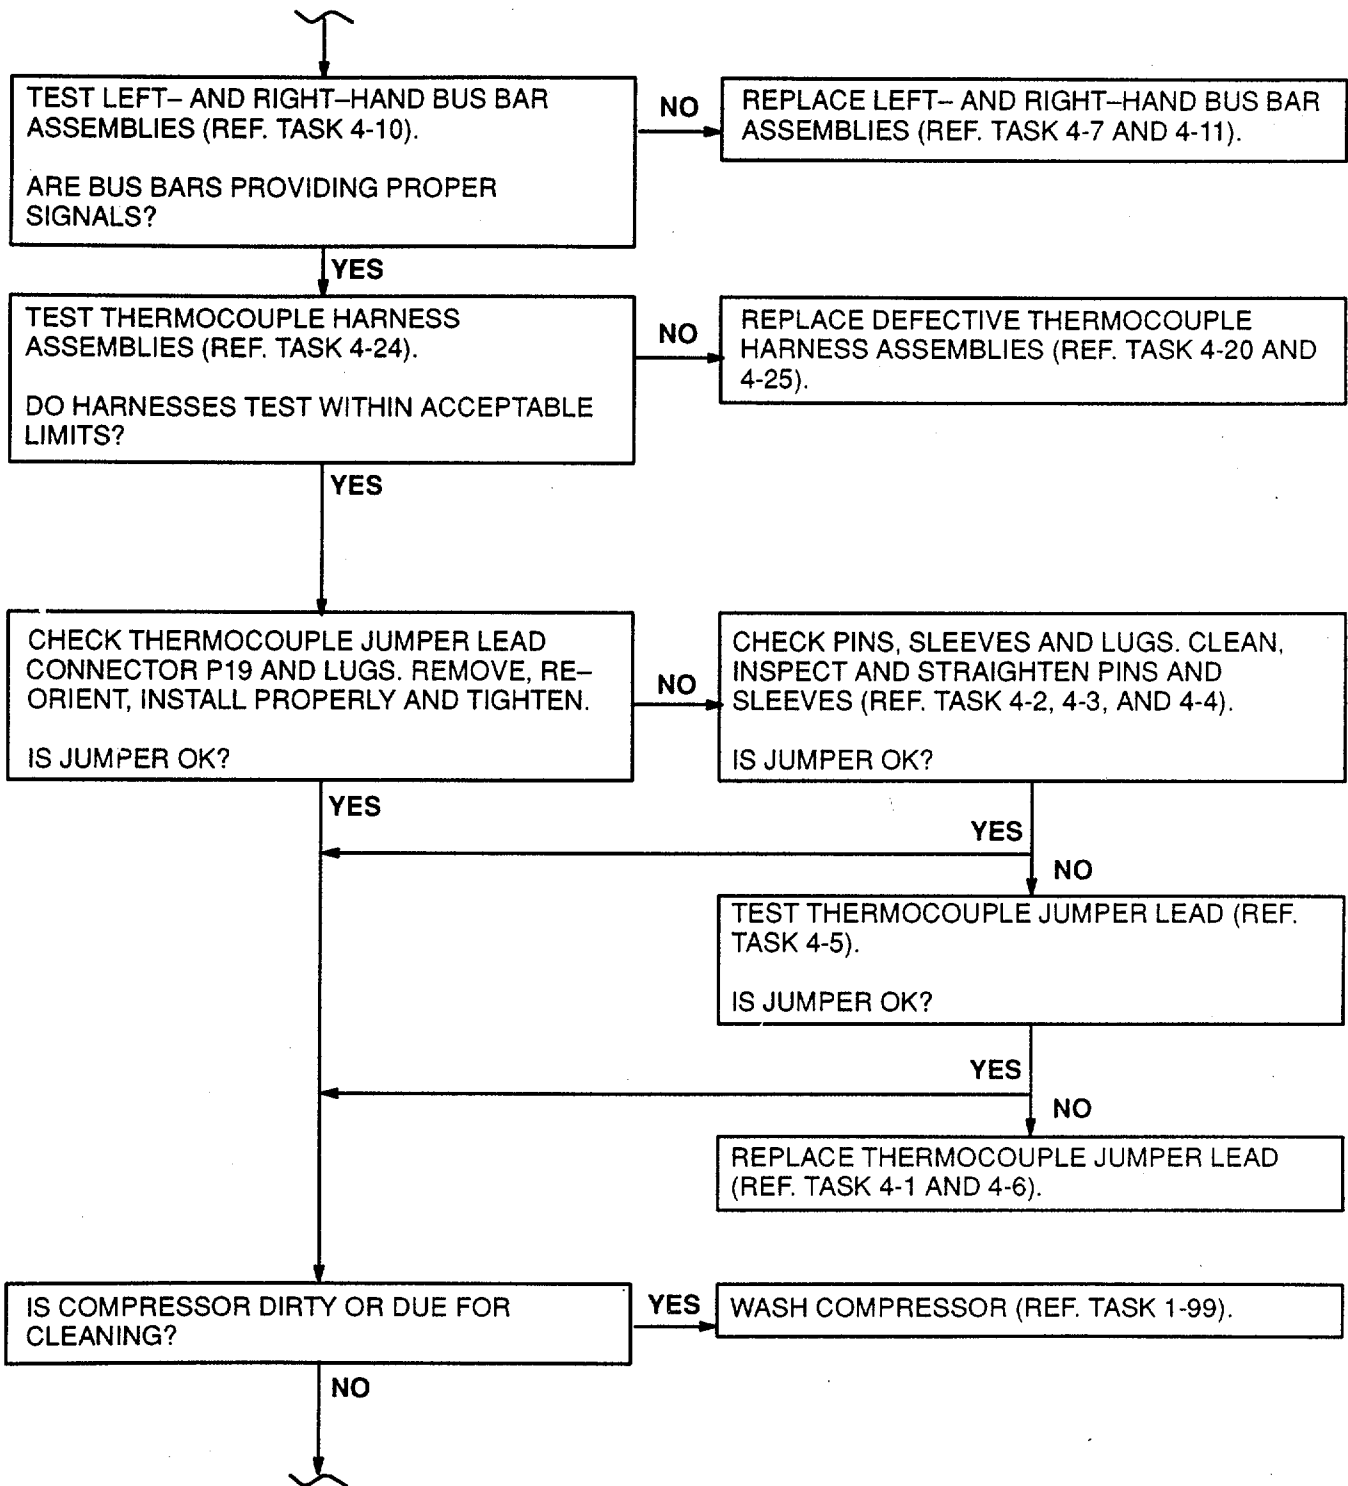 TEST LEFT– AND RIGHT–HAND BUS BAR
ASSEMBLIES (REF. TASK 4-10).
ARE BUS BARS PROVIDING PROPER
SIGNALS?
NO
REPLACE LEFT– AND RIGHT–HAND BUS BAR
ASSEMBLIES (REF. TASK 4-7 AND 4-11).
YES
TEST THERMOCOUPLE HARNESS
ASSEMBLIES (REF. TASK 4-24).
DO HARNESSES TEST WITHIN ACCEPTABLE
LIMITS?
NO
REPLACE DEFECTIVE THERMOCOUPLE
HARNESS ASSEMBLIES (REF. TASK 4-20 AND
4-25).
YES
CHECK THERMOCOUPLE JUMPER LEAD
CONNECTOR P19 AND LUGS. REMOVE, RE–
ORIENT, INSTALL PROPERLY AND TIGHTEN.
IS JUMPER OK?
NO
CHECK PINS, SLEEVES AND LUGS. CLEAN,
INSPECT AND STRAIGHTEN PINS AND
SLEEVES (REF. TASK 4-2, 4-3, AND 4-4).
IS JUMPER OK?
YES
YES
NO
TEST THERMOCOUPLE JUMPER LEAD (REF.
TASK 4-5).
IS JUMPER OK?
YES
NO
REPLACE THERMOCOUPLE JUMPER LEAD
(REF. TASK 4-1 AND 4-6).
IS COMPRESSOR DIRTY OR DUE FOR
CLEANING?
YES
WASH COMPRESSOR (REF. TASK 1-99).
NO